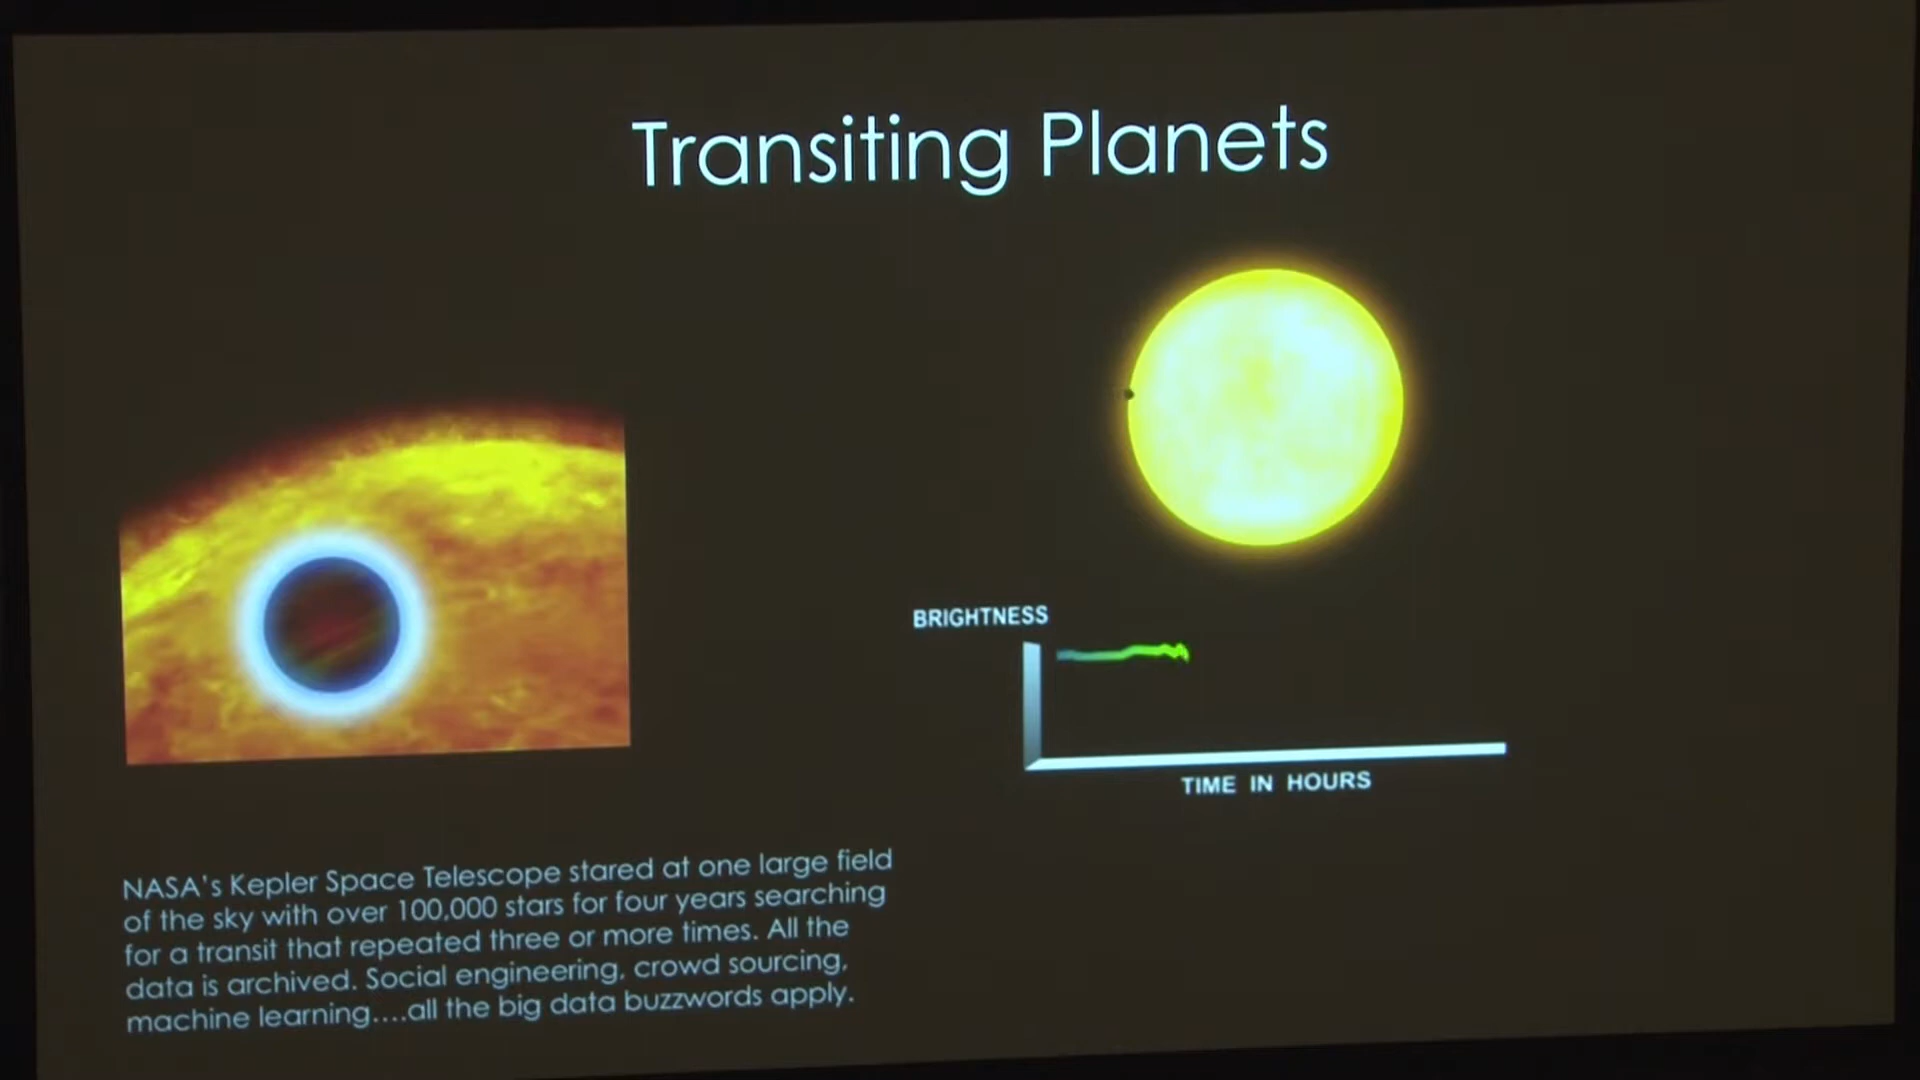 Transiting Planets
BRIGHTNESS
TIME IN HOURS
NASA's Kepler Space Telescope stared at one large field
of the sky with over 100,000 stars for four years searching
for a transit that repeated three or more times. All the
data is archived. Social engineering, crowd sourcing,
machine learning....all the big data buzzwords apply.